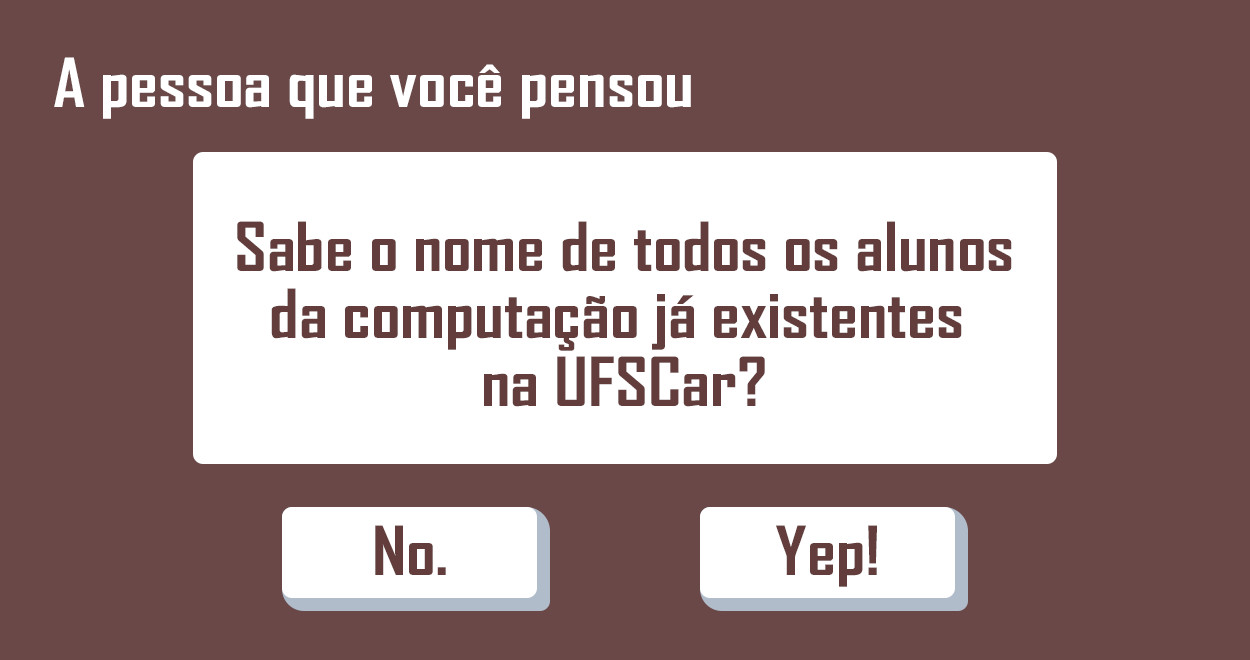 A pessoa que você pensou
Sabe o nome de todos os alunos
da computação já existentes
na UFSCar?
No.
Yep!